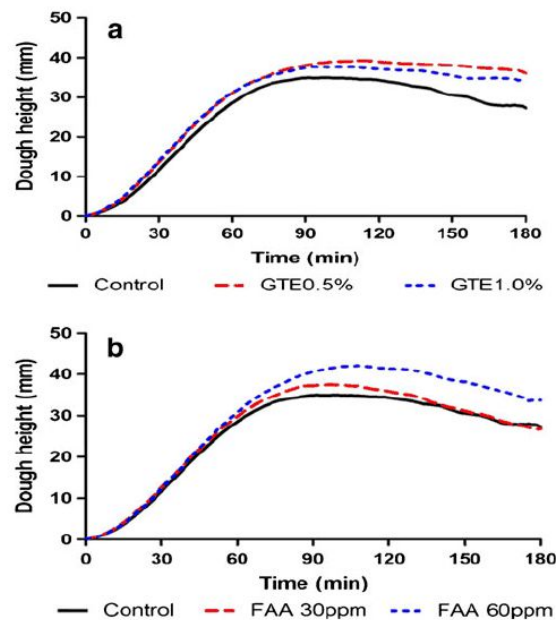 a
Dough height (mm)
50
40
30
20
10
0
0 30 60 90 120 150 180
Time (min)
Control GTE0.5% GTE1.0%
b
Dough height (mm)
50
40
30
20
10
0
0 30 60 90 120 150 180
Time (min)
Control FAA 30ppm FAA 60ppm